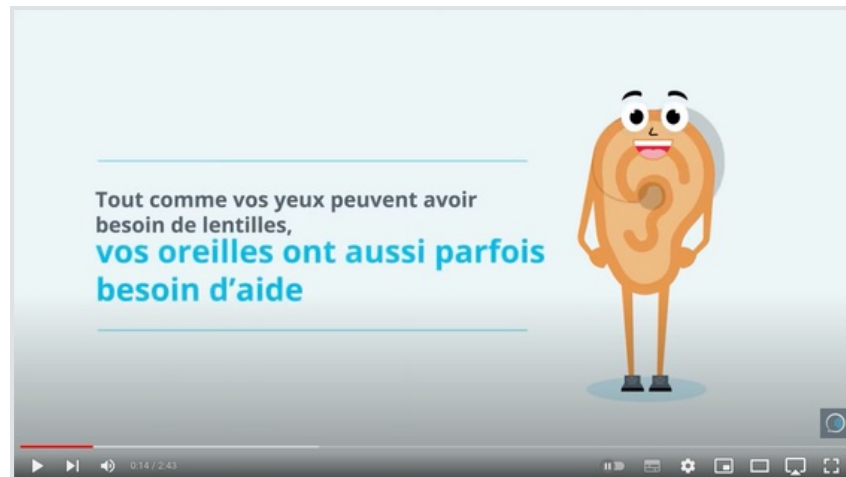 Tout comme vos yeux peuvent avoir
besoin de lentilles,
vos oreilles ont aussi parfois
besoin d’aide
0:14 / 2:43